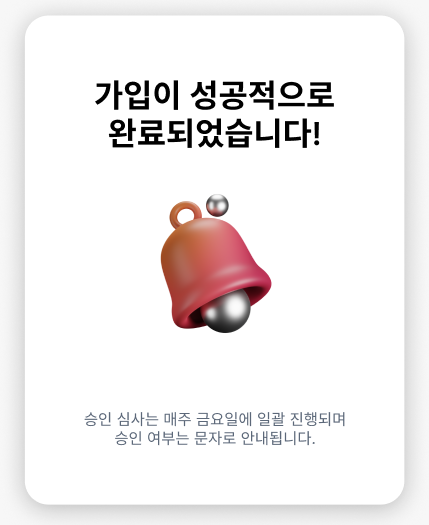 가입이 성공적으로
완료되었습니다!
승인 심사는 매주 금요일에 일괄 진행되며
승인 여부는 문자로 안내됩니다.